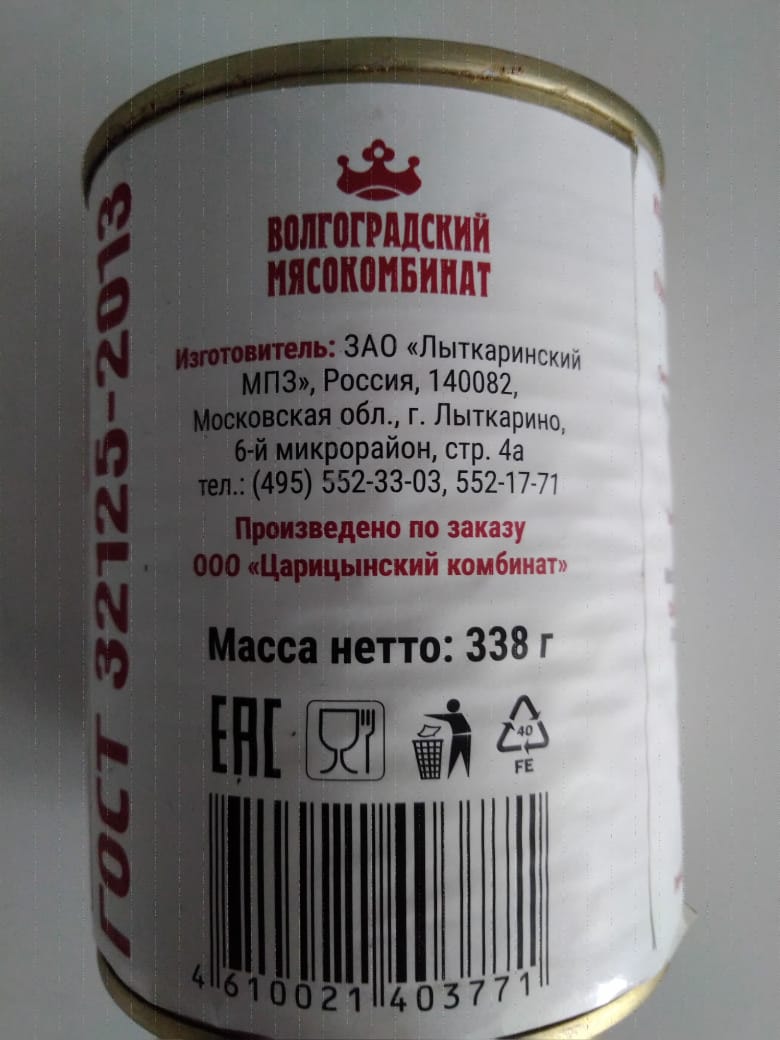 ГОСТ 32125-2013
ВОЛГОГРАДСКИЙ
МЯСОКОМБИНАТ
Изготовитель: ЗАО «Лыткаринский
МПЗ», Россия, 140082,
Московская обл., г. Лыткарино,
6-й микрорайон, стр. 4а
тел.: (495) 552-33-03, 552-17-71
Произведено по заказу
ООО «Царицынский комбинат»
Масса нетто: 338 г
EAC
40
FE
4 610021 403771